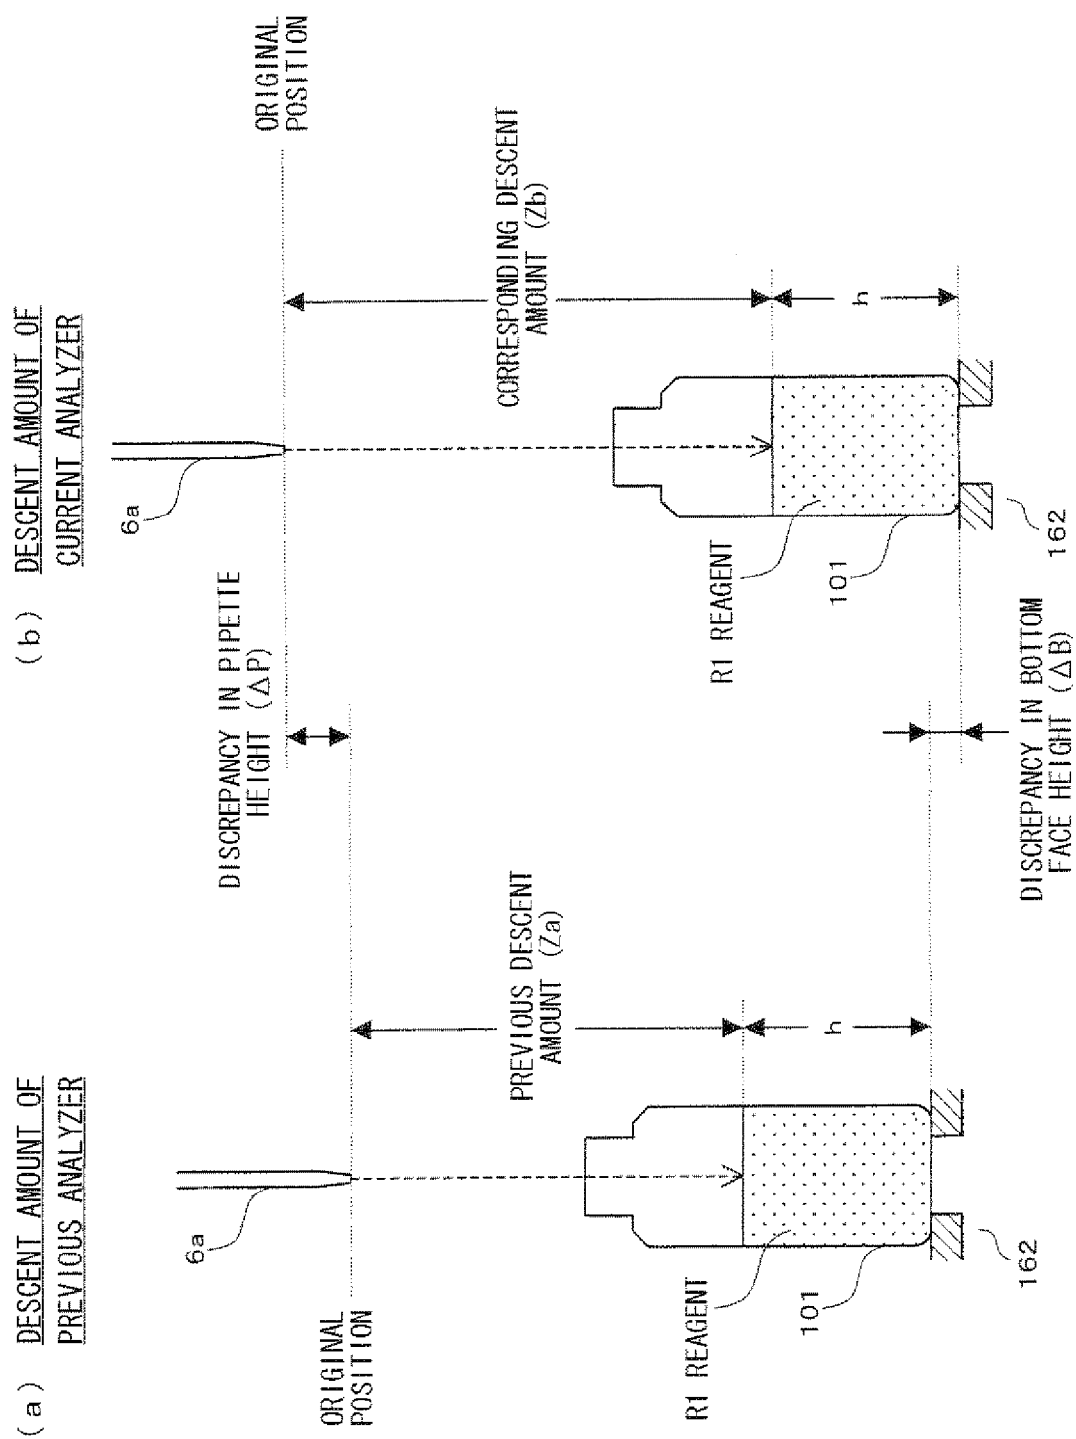 (a) DESCENT AMOUNT OF
PREVIOUS ANALYZER
6a
ORIGINAL
POSITION
PREVIOUS DESCENT
AMOUNT (Za)
h
R1 REAGENT
101
162
DISCREPANCY IN PIPETTE
HEIGHT (△P)
DISCREPANCY IN BOTTOM
FACE HEIGHT (△B)
(b) DESCENT AMOUNT OF
CURRENT ANALYZER
6a
ORIGINAL
POSITION
CORRESPONDING DESCENT
AMOUNT (Zb)
h
R1 REAGENT
101
162